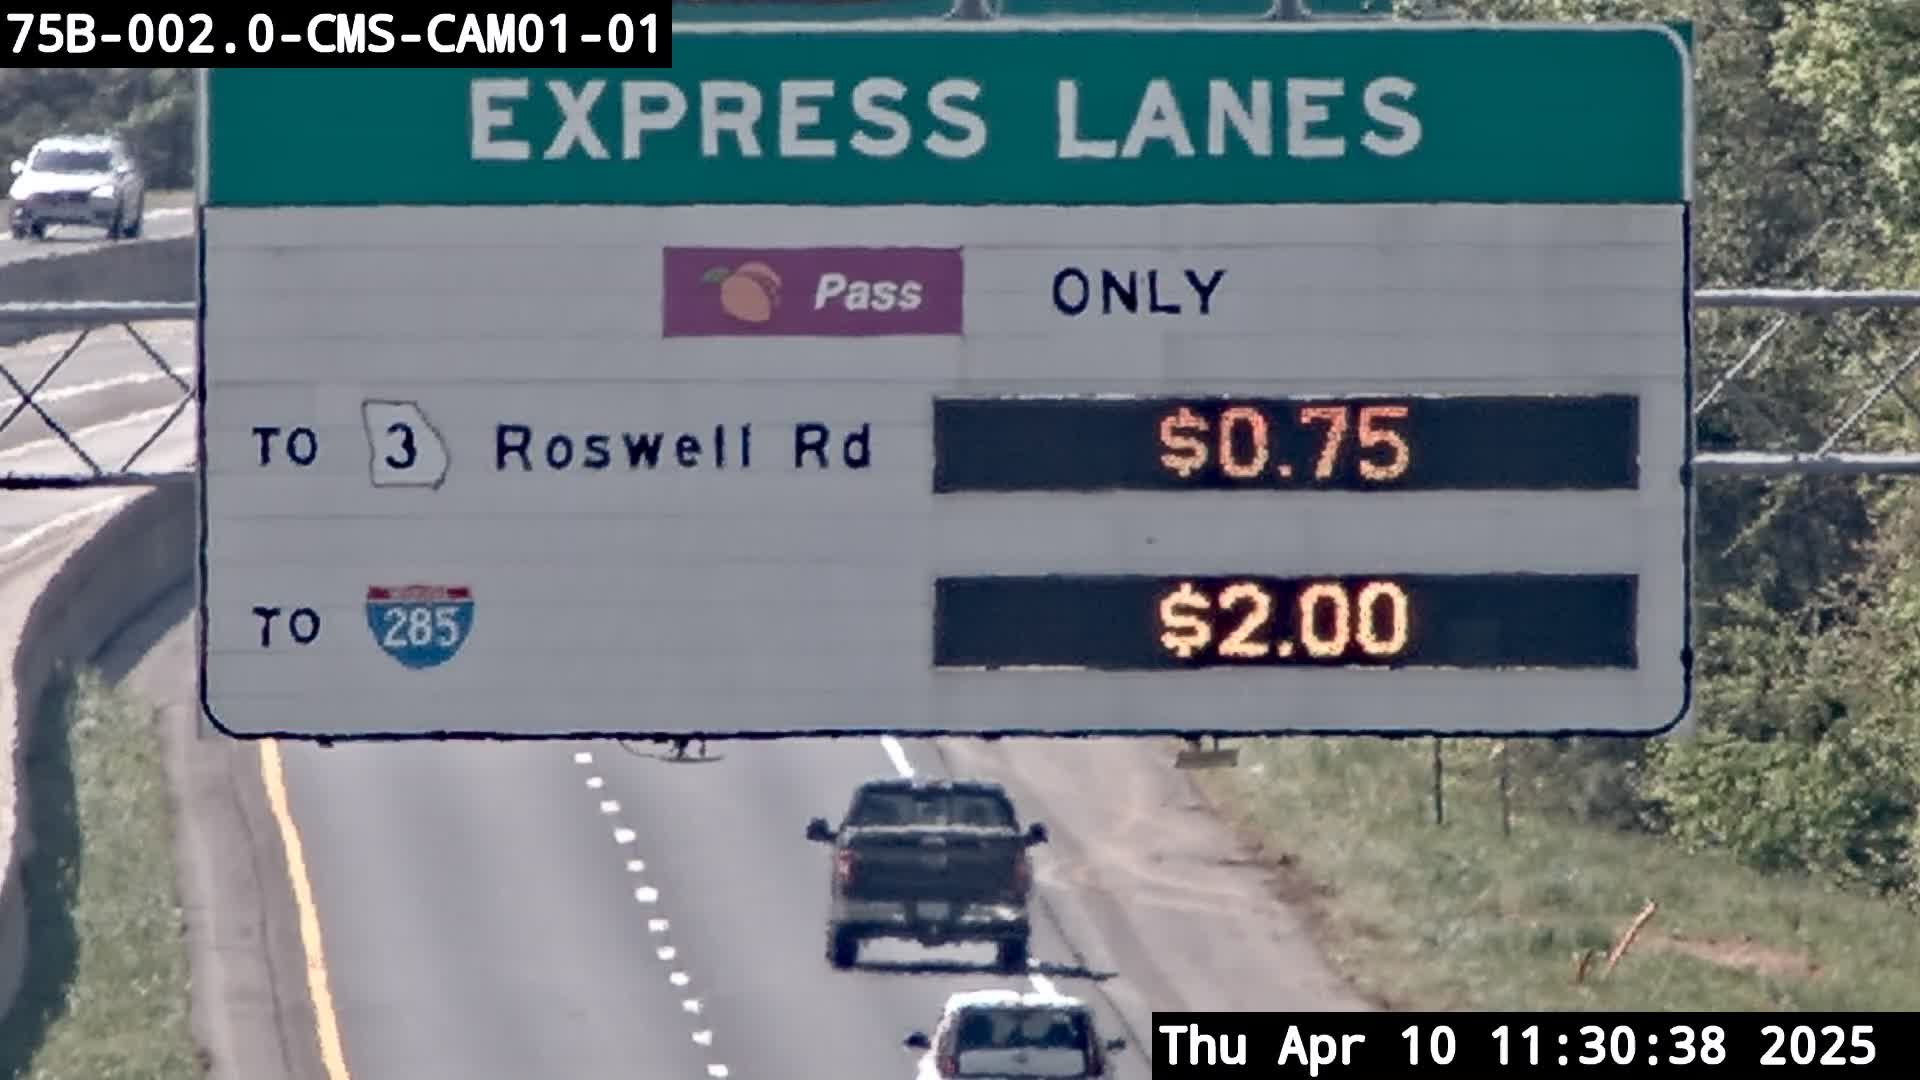 75B-002.0-CMS-CAM01-01
EXPRESS LANES
Pass ONLY
TO 3 Roswell Rd $0.75
TO 285 $2.00
Thu Apr 10 11:30:38 2025